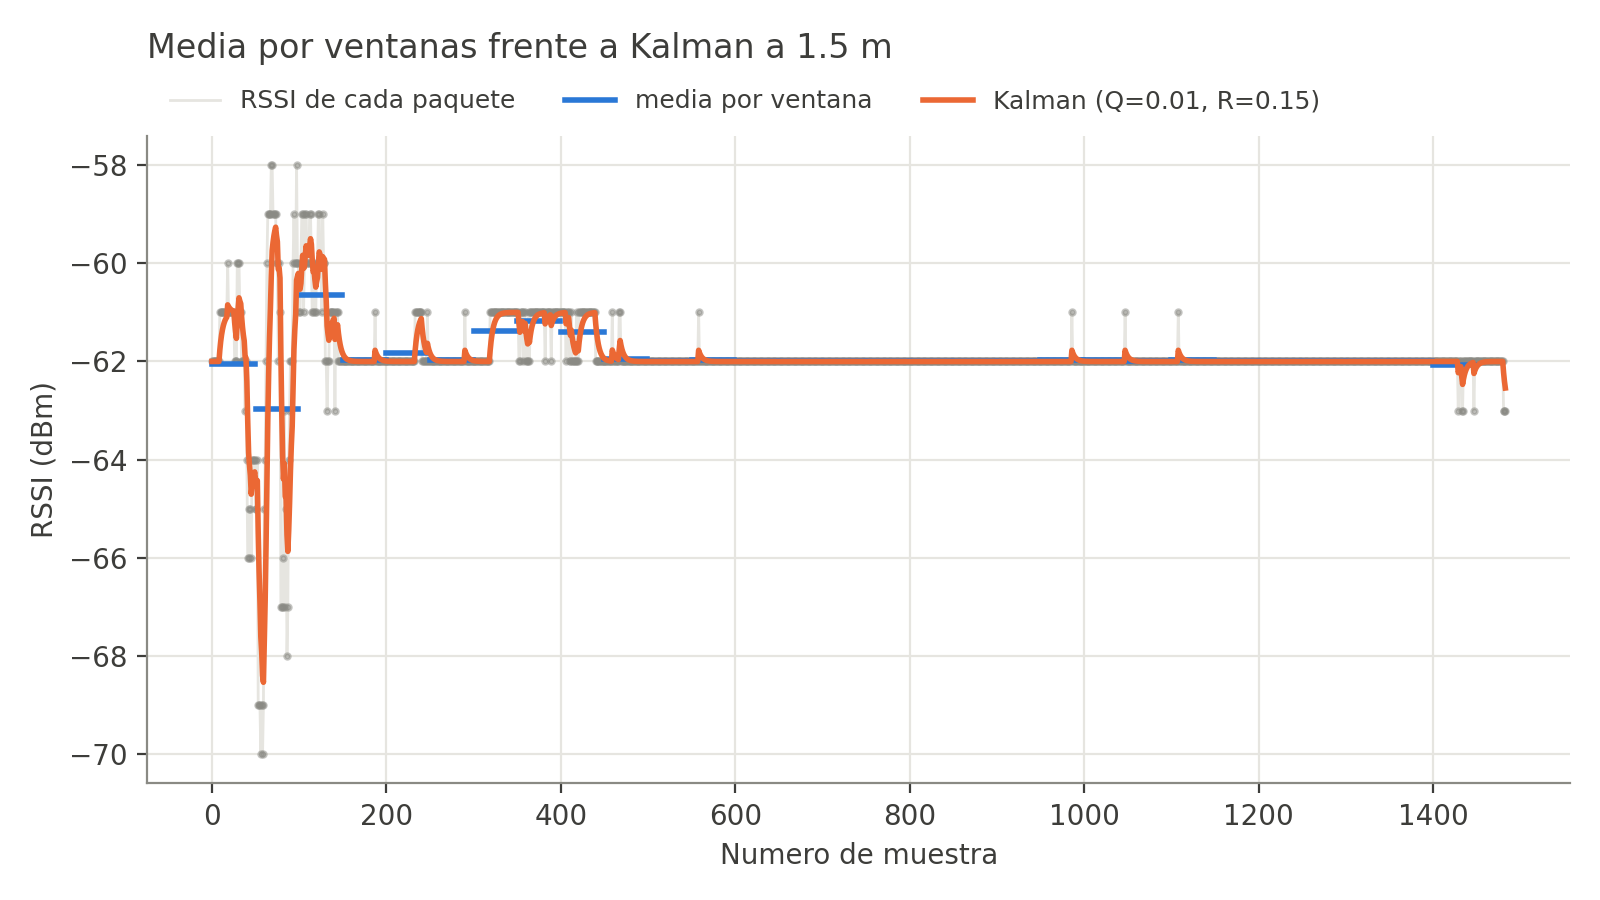 Media por ventanas frente a Kalman a 1.5 m
RSSI de cada paquete media por ventana Kalman (Q=0.01, R=0.15)
−58
−60
−62
−64
−66
−68
−70
RSSI (dBm)
0 200 400 600 800 1000 1200 1400
Numero de muestra